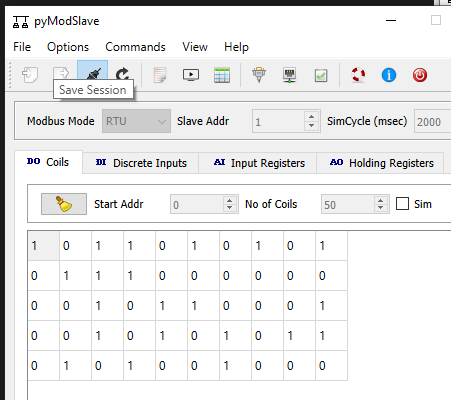 pyModSlave
File Options Commands View Help
Save Session
Modbus Mode RTU Slave Addr 1 SimCycle (msec) 2000
DO Coils DI Discrete Inputs AI Input Registers AO Holding Registers
Start Addr 0 No of Coils 50 Sim
1 0 1 1 0 1 0 1 0 1
0 1 1 1 0 0 0 0 0 0
0 0 1 0 1 1 0 0 0 1
0 0 1 0 1 0 1 0 1 1
0 1 0 1 0 0 1 0 0 0